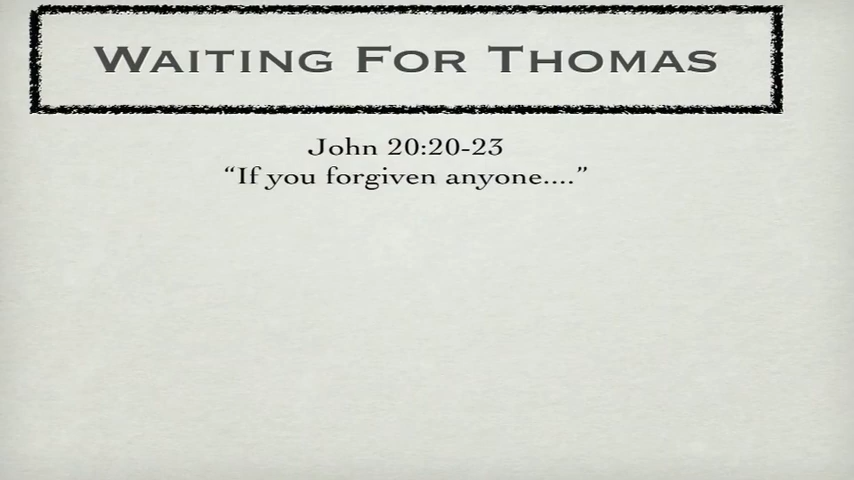 WAITING FOR THOMAS
John 20:20-23
“If you forgiven anyone....”